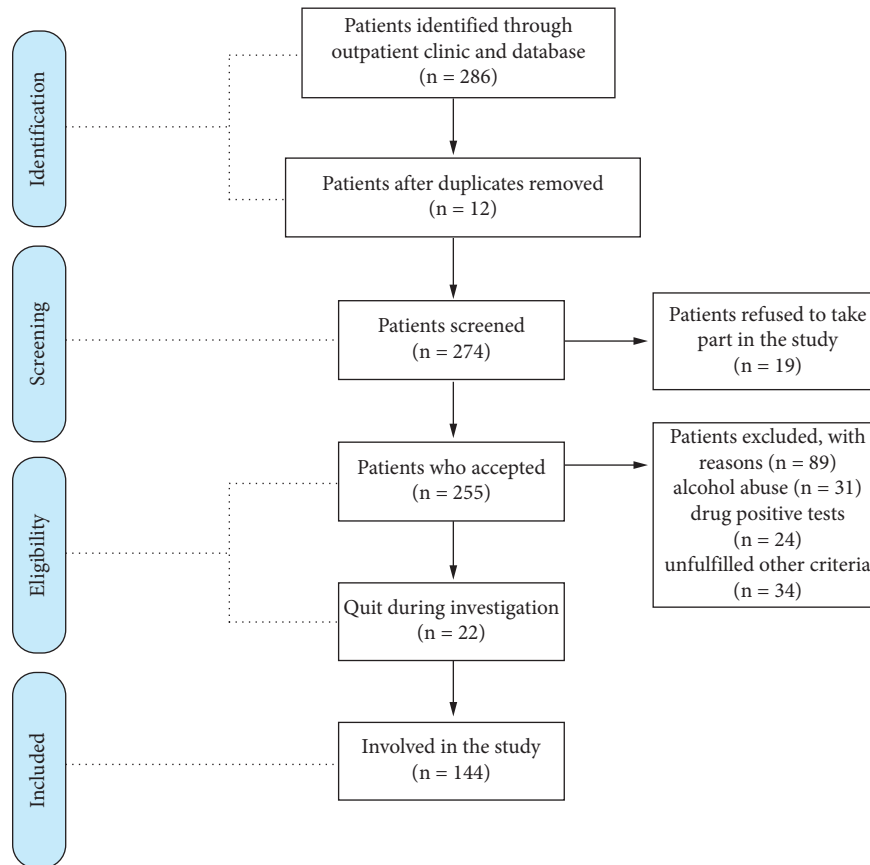 Identification
Patients identified through
outpatient clinic and database
(n = 286)
Patients after duplicates removed
(n = 12)
Screening
Patients screened
(n = 274)
Patients refused to take
part in the study
(n = 19)
Eligibility
Patients who accepted
(n = 255)
Patients excluded, with
reasons (n = 89)
alcohol abuse (n = 31)
drug positive tests
(n = 24)
unfulfilled other criteria
(n = 34)
Quit during investigation
(n = 22)
Included
Involved in the study
(n = 144)